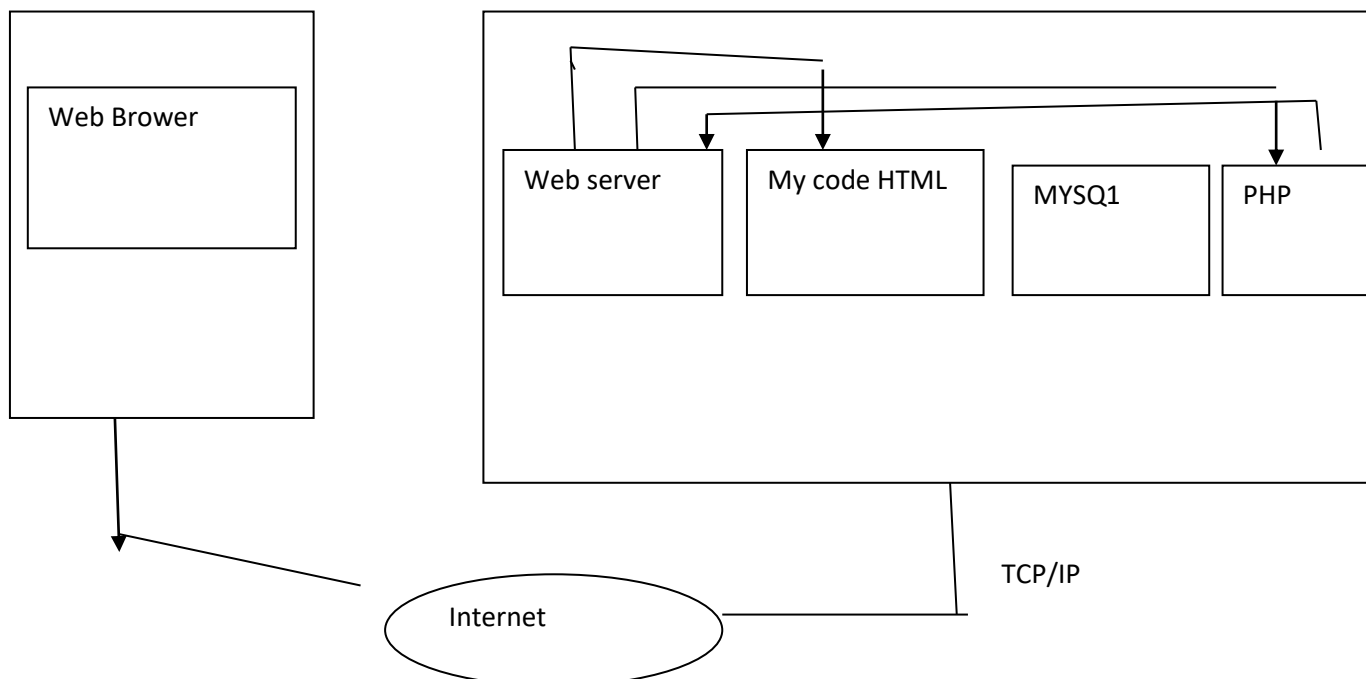 Web Brower
Web server
My code HTML
MYSQ1
PHP
TCP/IP
Internet